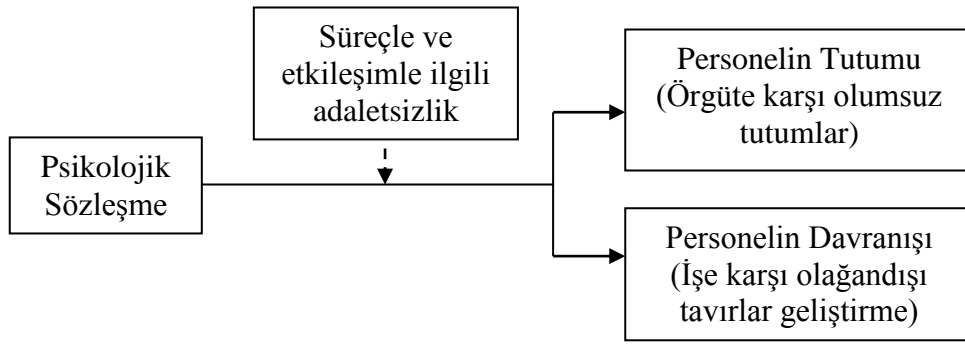 Süreçle ve
etkileşimle ilgili
adaletsizlik
Psikolojik
Sözleşme
Personelin Tutumu
(Örgüte karşı olumsuz
tutumlar)
Personelin Davranışı
(İşe karşı olağandışı
tavırlar geliştirme)